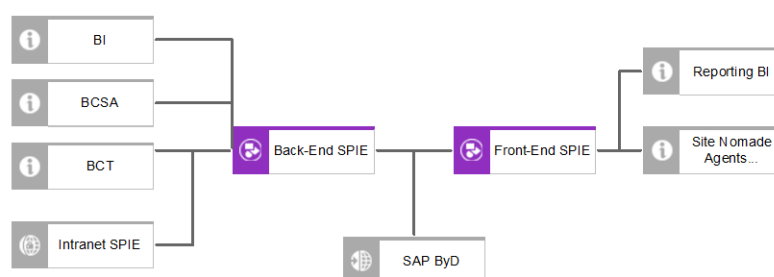 BI
BCSA
BCT
Intranet SPIE
Back-End SPIE
SAP ByD
Front-End SPIE
Reporting BI
Site Nomade
Agents...